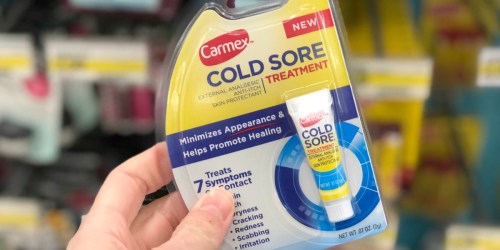 Carmex
NEW
COLD SORE
TREATMENT
EXTERNAL ANALGESIC
ANTI-ITCH
SKIN PROTECTANT
Minimizes Appearance &
Helps Promote Healing
7 Treats
Symptoms
Contact
Dryness
• Cracking
• Redness
• Scabbing
• Irritation
Carmex
COLD
SORE
TREATMENT